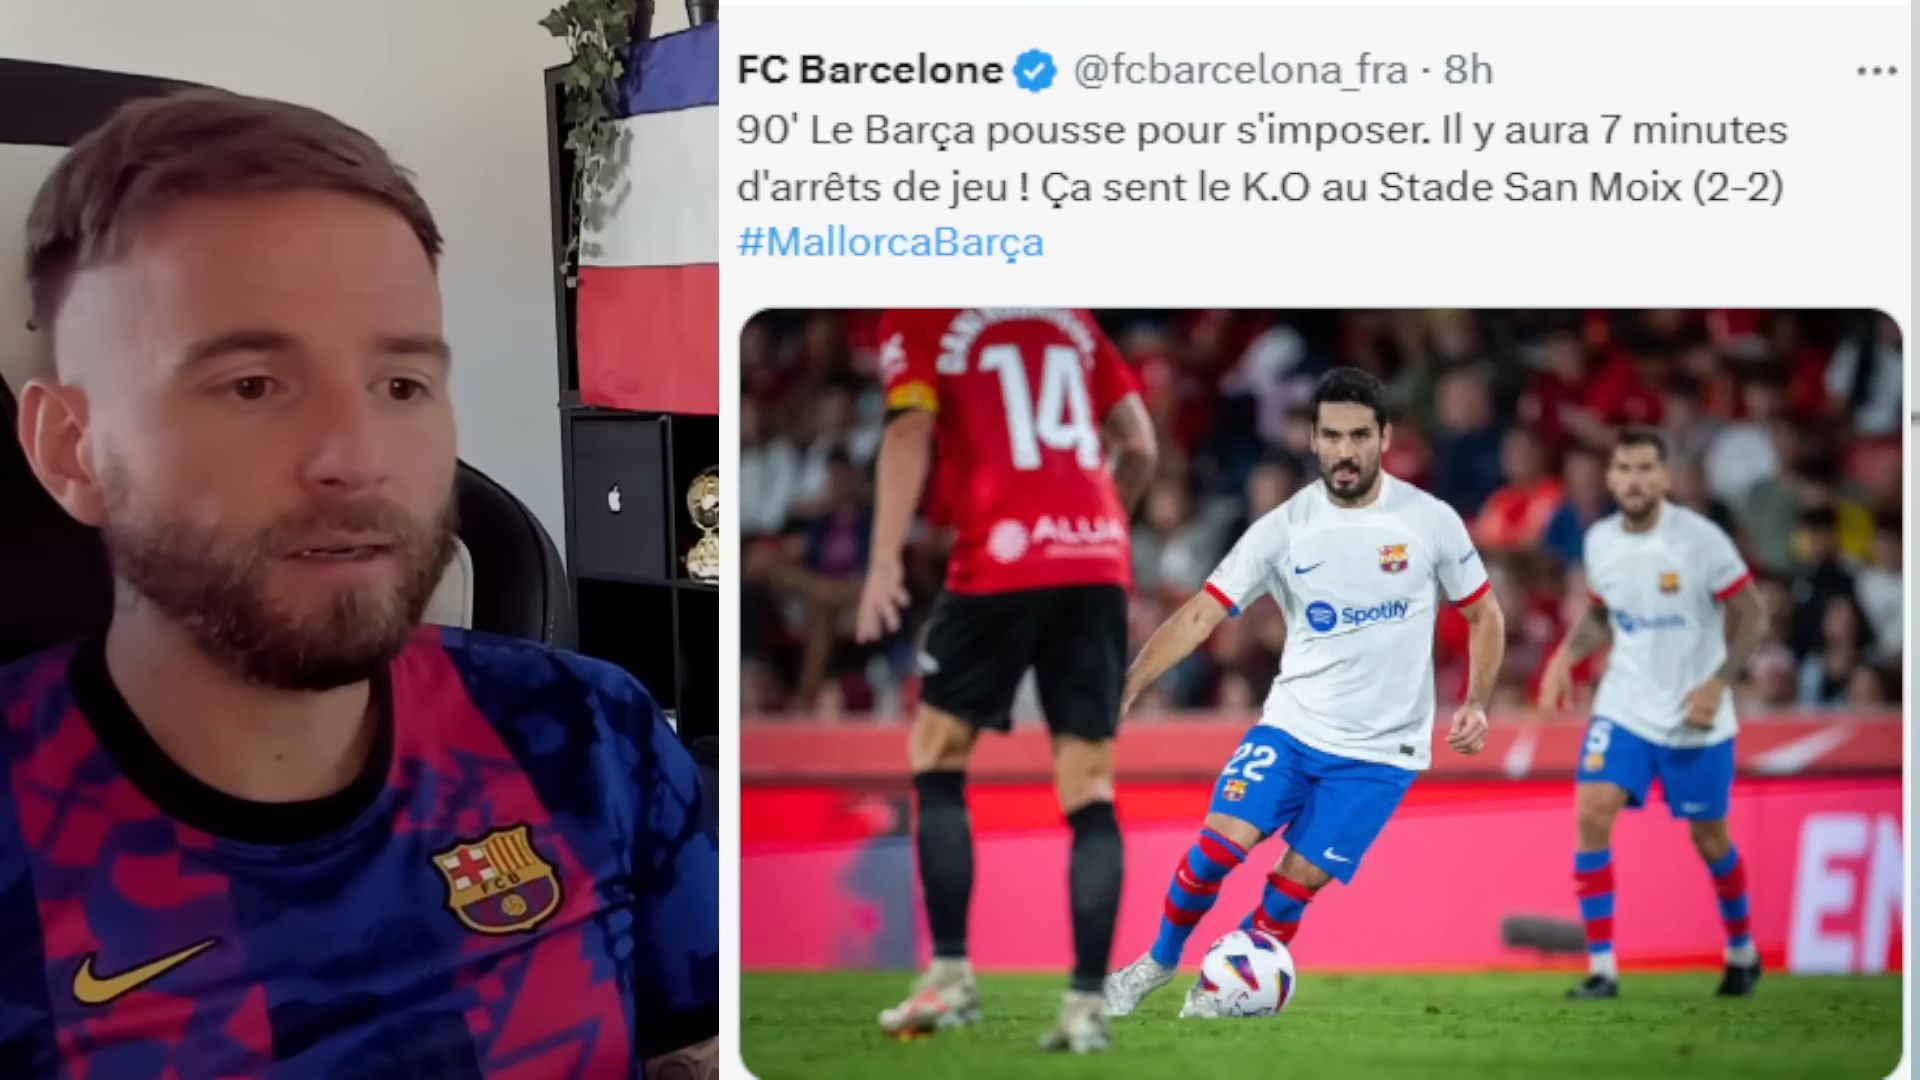 FC Barcelone @fcbarcelona_fra · 8h
90' Le Barça pousse pour s'imposer. Il y aura 7 minutes
d'arrêts de jeu ! Ça sent le K.O au Stade San Moix (2-2)
#MallorcaBarça
14
Spotify
22
5
FCB